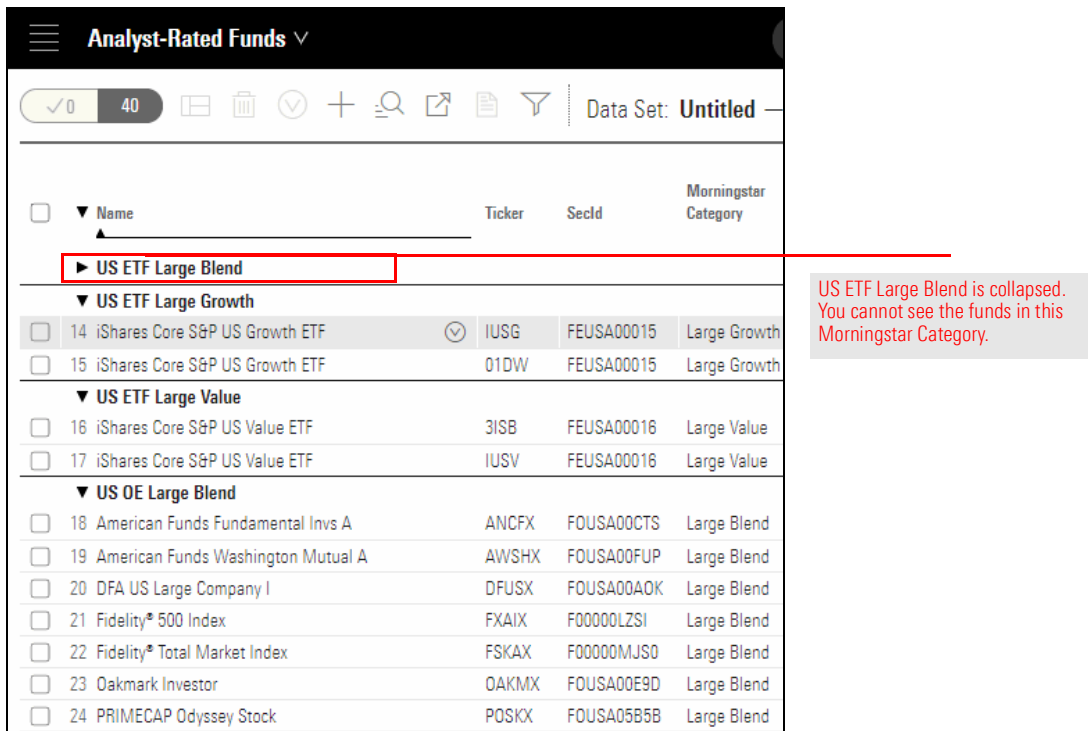 Analyst-Rated Funds
0 40 Data Set: Untitled
Morningstar
Name Ticker SecId Category
US ETF Large Blend
US ETF Large Growth
14 iShares Core S&P US Growth ETF IUSG FEUSA00015 Large Growth
15 iShares Core S&P US Growth ETF 01DW FEUSA00015 Large Growth
US ETF Large Value
16 iShares Core S&P US Value ETF 3ISB FEUSA00016 Large Value
17 iShares Core S&P US Value ETF IUSV FEUSA00016 Large Value
US OE Large Blend
18 American Funds Fundamental Invs A ANCFX FOUSA00CTS Large Blend
19 American Funds Washington Mutual A AWSHX FOUSA00FUP Large Blend
20 DFA US Large Company I DFUSX FOUSA00AOK Large Blend
21 Fidelity® 500 Index FXAIX F00000LZSI Large Blend
22 Fidelity® Total Market Index FSKAX F00000MJS0 Large Blend
23 Oakmark Investor OAKMX FOUSA00E9D Large Blend
24 PRIMECAP Odyssey Stock POSKX FOUSA05B5B Large Blend
US ETF Large Blend is collapsed.
You cannot see the funds in this
Morningstar Category.